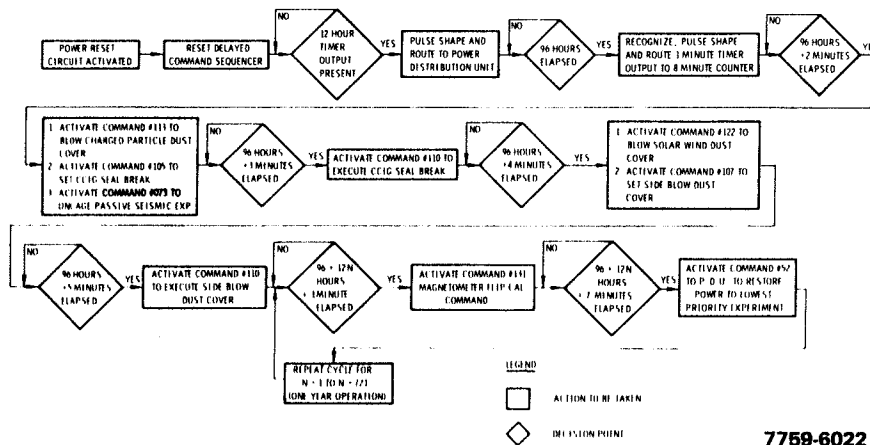 POWER RESET
CIRCUIT ACTIVATED
RESET DELAYED
COMMAND SEQUENCER
NO
12 HOUR
TIMER
OUTPUT
PRESENT
YES
PULSE SHAPE AND
ROUTE TO POWER
DISTRIBUTION UNIT
NO
96 HOURS
ELAPSED
YES
RECOGNIZE, PULSE SHAPE
AND ROUTE 1 MINUTE TIMER
OUTPUT TO 8 MINUTE COUNTER
NO
96 HOURS
+2 MINUTES
ELAPSED
1 ACTIVATE COMMAND #113 TO
BLOW CHARGED PARTICLE DUST
COVER
2 ACTIVATE COMMAND #105 TO
SET CCIG SEAL BREAK
3 ACTIVATE COMMAND #073 TO
UNCAGE PASSIVE SEISMIC EXP
NO
96 HOURS
+3 MINUTES
ELAPSED
YES
ACTIVATE COMMAND #110 TO
EXECUTE CCIG SEAL BREAK
NO
96 HOURS
+4 MINUTES
ELAPSED
YES
1 ACTIVATE COMMAND #122 TO
BLOW SOLAR WIND DUST
COVER
2 ACTIVATE COMMAND #107 TO
SET SIDE BLOW DUST
COVER
NO
96 HOURS
+5 MINUTES
ELAPSED
YES
ACTIVATE COMMAND #110
TO EXECUTE SIDE BLOW
DUST COVER
NO
96 + 12N
HOURS
+ 1MINUTE
ELAPSED
YES
ACTIVATE COMMAND #131
MAGNETOMETER FLIP CAL
COMMAND
NO
96 + 12N
HOURS
+ 7 MINUTES
ELAPSED
YES
ACTIVATE COMMAND #52
TO P D U TO RESTORE
POWER TO LOWEST
PRIORITY EXPERIMENT
REPEAT CYCLE FOR
N = 1 TO N = 721
(ONE YEAR OPERATION)
LEGEND
ACTION TO BE TAKEN
DECISION POINT
7759-6022